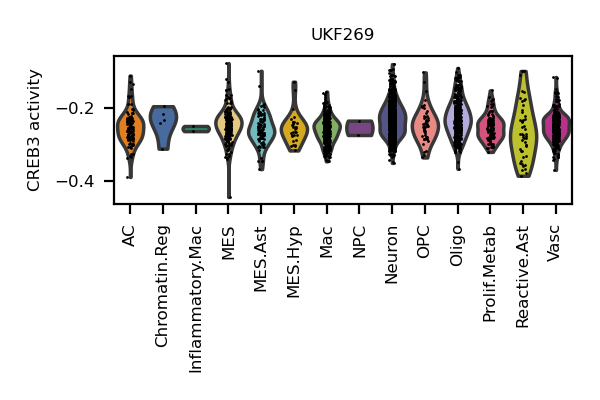 UKF269
CREB3 activity
−0.2
−0.4
AC
Chromatin.Reg
Inflammatory.Mac
MES
MES.Ast
MES.Hyp
Mac
NPC
Neuron
OPC
Oligo
Prolif.Metab
Reactive.Ast
Vasc